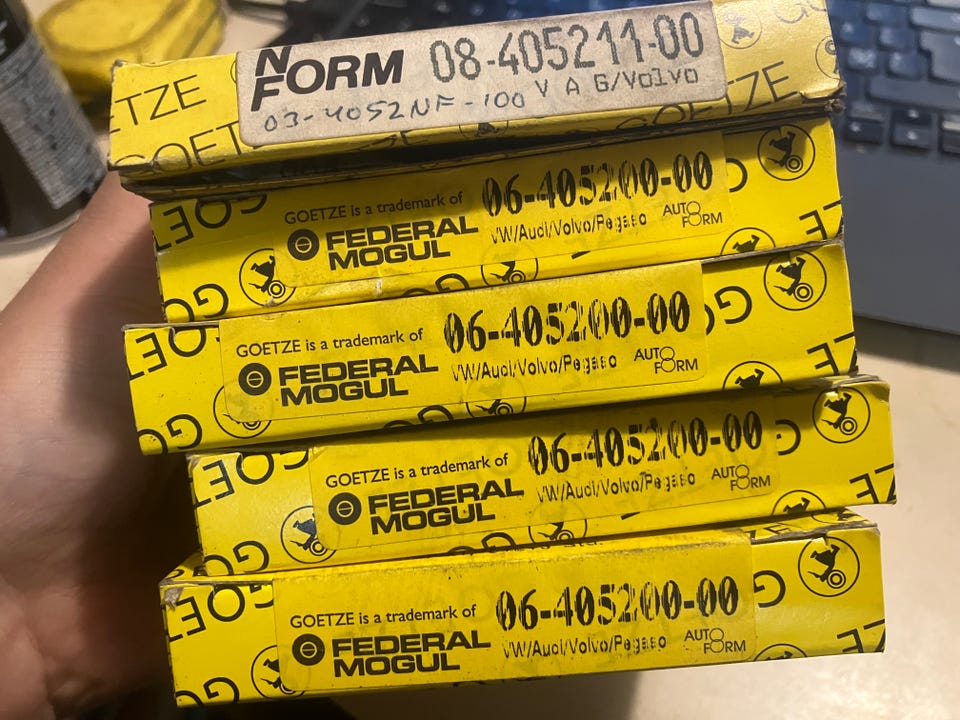 GOETZE
N
FORM 08-405211-00
03-4052NF-100 V A G/Volvo
GOETZE is a trademark of
FEDERAL
MOGUL
06-405200-00
VW/Audi/Volvo/Pegaso
AUTO
FORM
GOETZE is a trademark of
FEDERAL
MOGUL
06-405200-00
VW/Audi/Volvo/Pegaso
AUTO
FORM
GOETZE is a trademark of
FEDERAL
MOGUL
06-405200-00
VW/Audi/Volvo/Pegaso
AUTO
FORM
GOETZE is a trademark of
FEDERAL
MOGUL
06-405200-00
VW/Audi/Volvo/Pegaso
AUTO
FORM